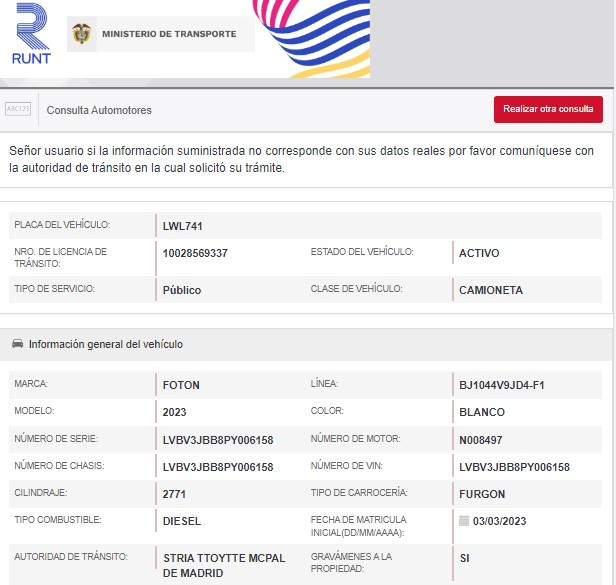 RUNT
MINISTERIO DE TRANSPORTE
ABC123
Consulta Automotores
Realizar otra consulta
Señor usuario si la información suministrada no corresponde con sus datos reales por favor comuníquese con
la autoridad de tránsito en la cual solicitó su trámite.
PLACA DEL VEHÍCULO: LWL741
NRO. DE LICENCIA DE TRÁNSITO: 10028569337 ESTADO DEL VEHÍCULO: ACTIVO
TIPO DE SERVICIO: Público CLASE DE VEHÍCULO: CAMIONETA
Información general del vehículo
MARCA: FOTON LÍNEA: BJ1044V9JD4-F1
MODELO: 2023 COLOR: BLANCO
NÚMERO DE SERIE: LVBV3JBB8PY006158 NÚMERO DE MOTOR: N008497
NÚMERO DE CHASIS: LVBV3JBB8PY006158 NÚMERO DE VIN: LVBV3JBB8PY006158
CILINDRAJE: 2771 TIPO DE CARROCERÍA: FURGON
TIPO COMBUSTIBLE: DIESEL FECHA DE MATRICULA INICIAL(DD/MM/AAAA): 03/03/2023
AUTORIDAD DE TRÁNSITO: STRIA TTOYTTE MCPAL DE MADRID GRAVÁMENES A LA PROPIEDAD: SI